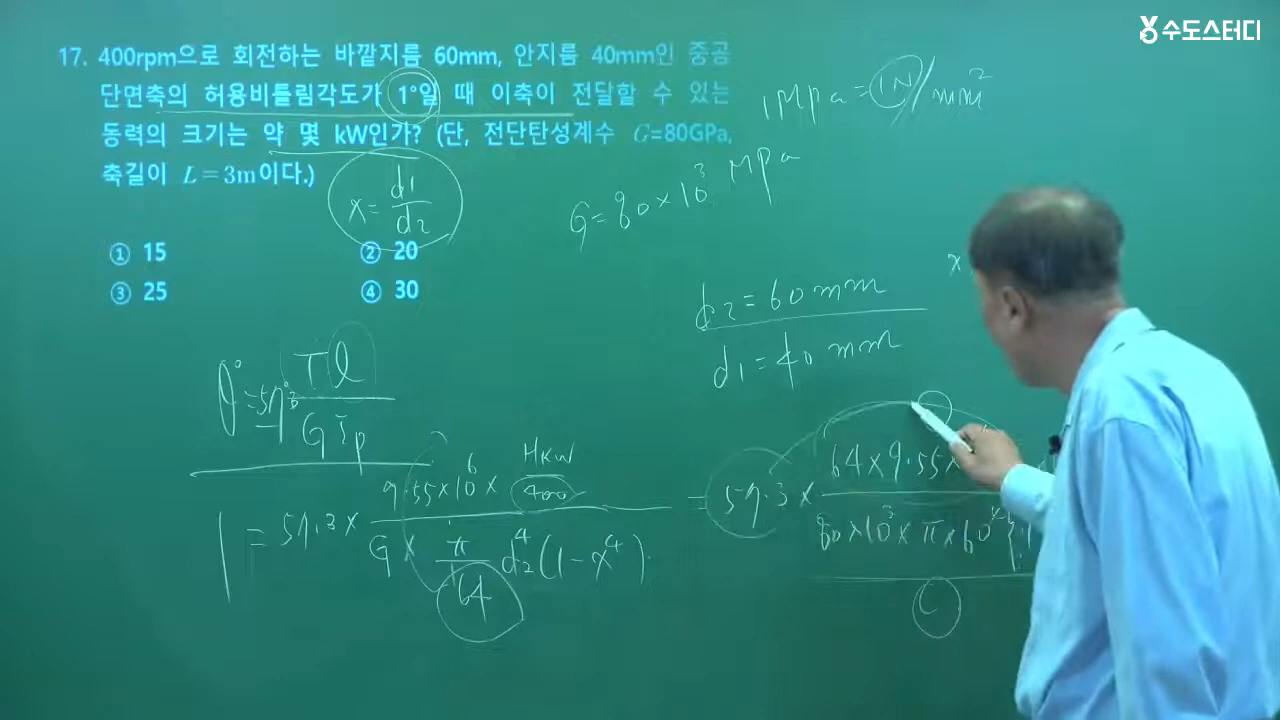 수도스터디
17. 400rpm으로 회전하는 바깥지름 60mm, 안지름 40mm인 중공
단면축의 허용비틀림각도가 1°일 때 이축이 전달할 수 있는
동력의 크기는 약 몇 kW인가? (단, 전단탄성계수 G=80GPa,
축길이 L=3m이다.)
① 15
② 20
③ 25
④ 30
1MPa=1N/mm²
x=d1/d2
G=80×10³ MPa
x
d2=60mm
d1=40mm
θ°=57.3° Tl/GIp
1=57.3× 9.55×10⁶× HKW/400 / G× π/64 d2⁴(1-x⁴)
=57.3× 64×9.55× / 80×10³×π×60⁴{1